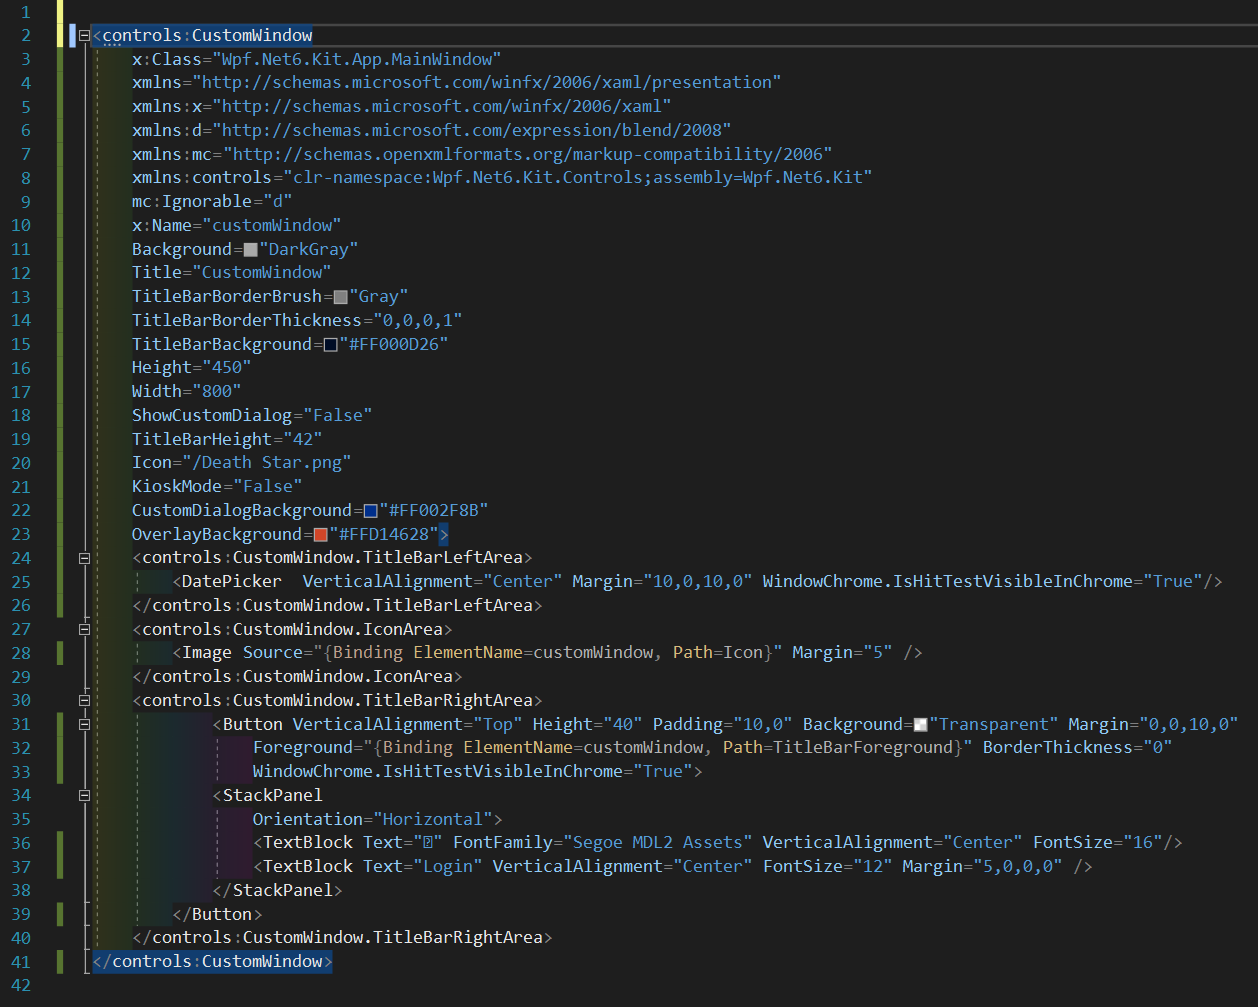 1
2 <controls:CustomWindow
3 x:Class="Wpf.Net6.Kit.App.MainWindow"
4 xmlns="http://schemas.microsoft.com/winfx/2006/xaml/presentation"
5 xmlns:x="http://schemas.microsoft.com/winfx/2006/xaml"
6 xmlns:d="http://schemas.microsoft.com/expression/blend/2008"
7 xmlns:mc="http://schemas.openxmlformats.org/markup-compatibility/2006"
8 xmlns:controls="clr-namespace:Wpf.Net6.Kit.Controls;assembly=Wpf.Net6.Kit"
9 mc:Ignorable="d"
10 x:Name="customWindow"
11 Background="DarkGray"
12 Title="CustomWindow"
13 TitleBarBorderBrush="Gray"
14 TitleBarBorderThickness="0,0,0,1"
15 TitleBarBackground="#FF000D26"
16 Height="450"
17 Width="800"
18 ShowCustomDialog="False"
19 TitleBarHeight="42"
20 Icon="/Death Star.png"
21 KioskMode="False"
22 CustomDialogBackground="#FF002F8B"
23 OverlayBackground="#FFD14628">
24 <controls:CustomWindow.TitleBarLeftArea>
25 <DatePicker  VerticalAlignment="Center" Margin="10,0,10,0" WindowChrome.IsHitTestVisibleInChrome="True"/>
26 </controls:CustomWindow.TitleBarLeftArea>
27 <controls:CustomWindow.IconArea>
28 <Image Source="{Binding ElementName=customWindow, Path=Icon}" Margin="5" />
29 </controls:CustomWindow.IconArea>
30 <controls:CustomWindow.TitleBarRightArea>
31 <Button VerticalAlignment="Top" Height="40" Padding="10,0" Background="Transparent" Margin="0,0,10,0"
32 Foreground="{Binding ElementName=customWindow, Path=TitleBarForeground}" BorderThickness="0"
33 WindowChrome.IsHitTestVisibleInChrome="True">
34 <StackPanel
35 Orientation="Horizontal">
36 <TextBlock Text="" FontFamily="Segoe MDL2 Assets" VerticalAlignment="Center" FontSize="16"/>
37 <TextBlock Text="Login" VerticalAlignment="Center" FontSize="12" Margin="5,0,0,0" />
38 </StackPanel>
39 </Button>
40 </controls:CustomWindow.TitleBarRightArea>
41 </controls:CustomWindow>
42